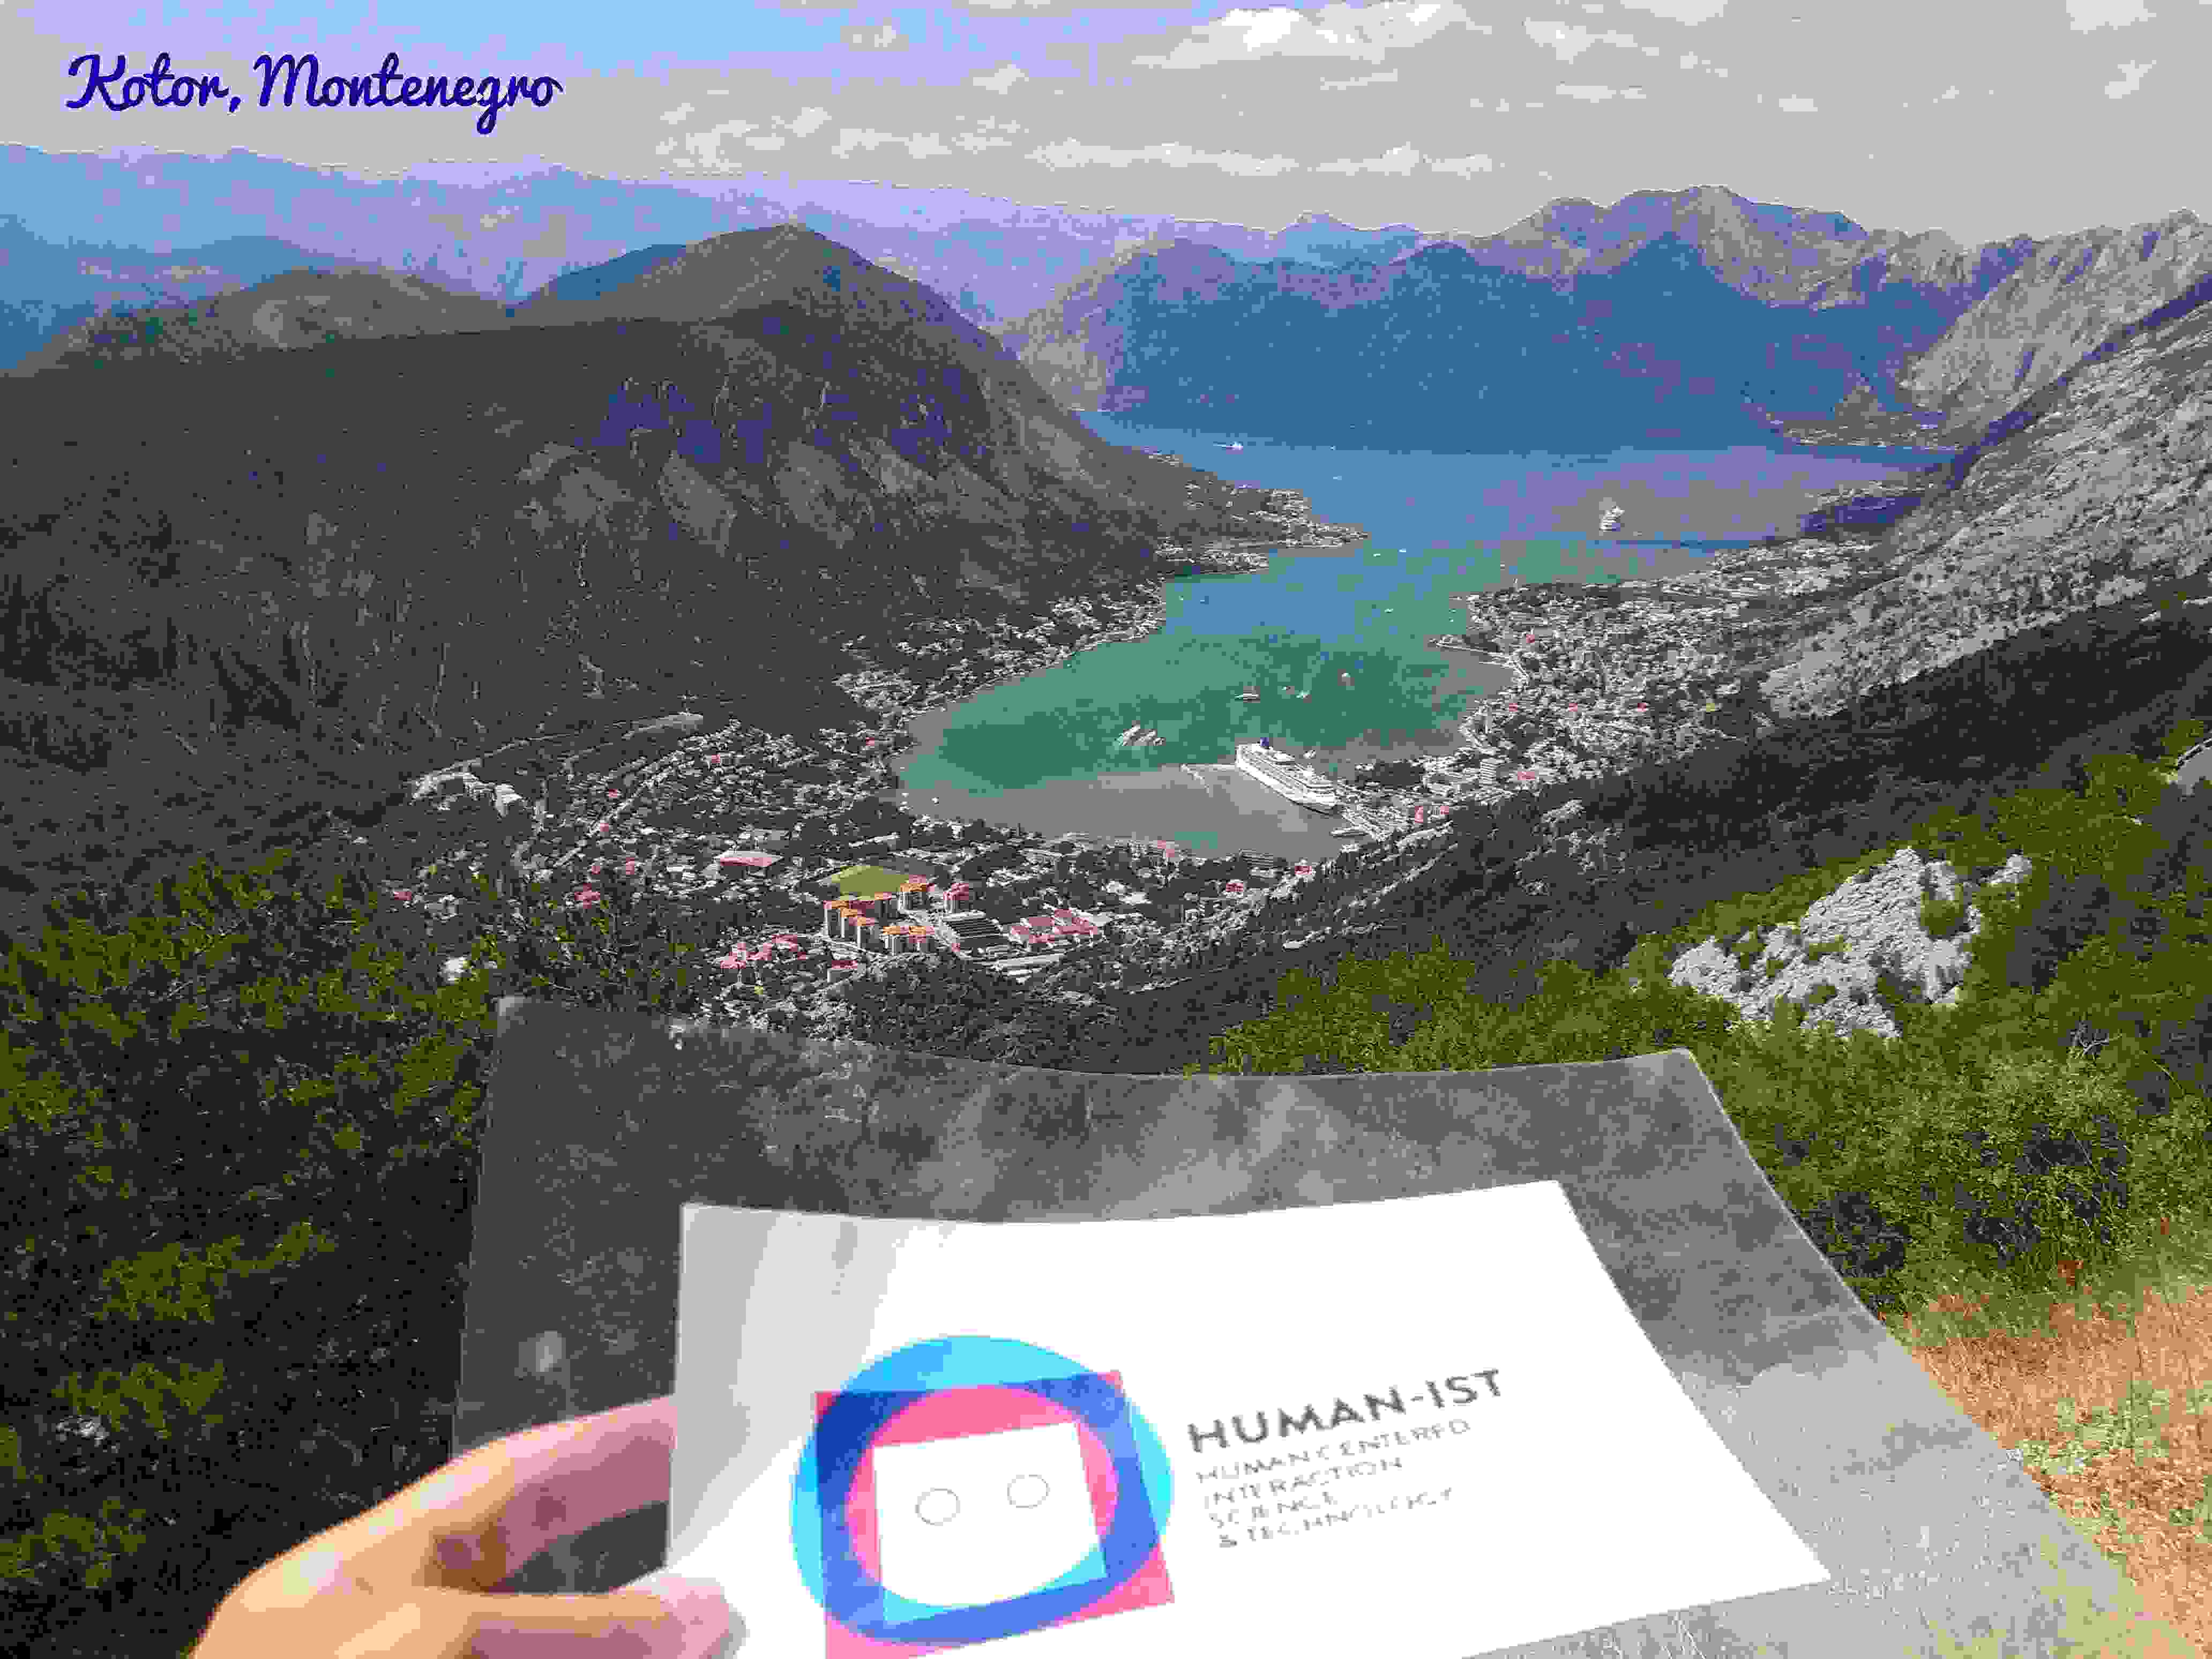 Kotor, Montenegro
HUMAN-IST
HUMAN CENTERED
INTERACTION
SCIENCE
& TECHNOLOGY